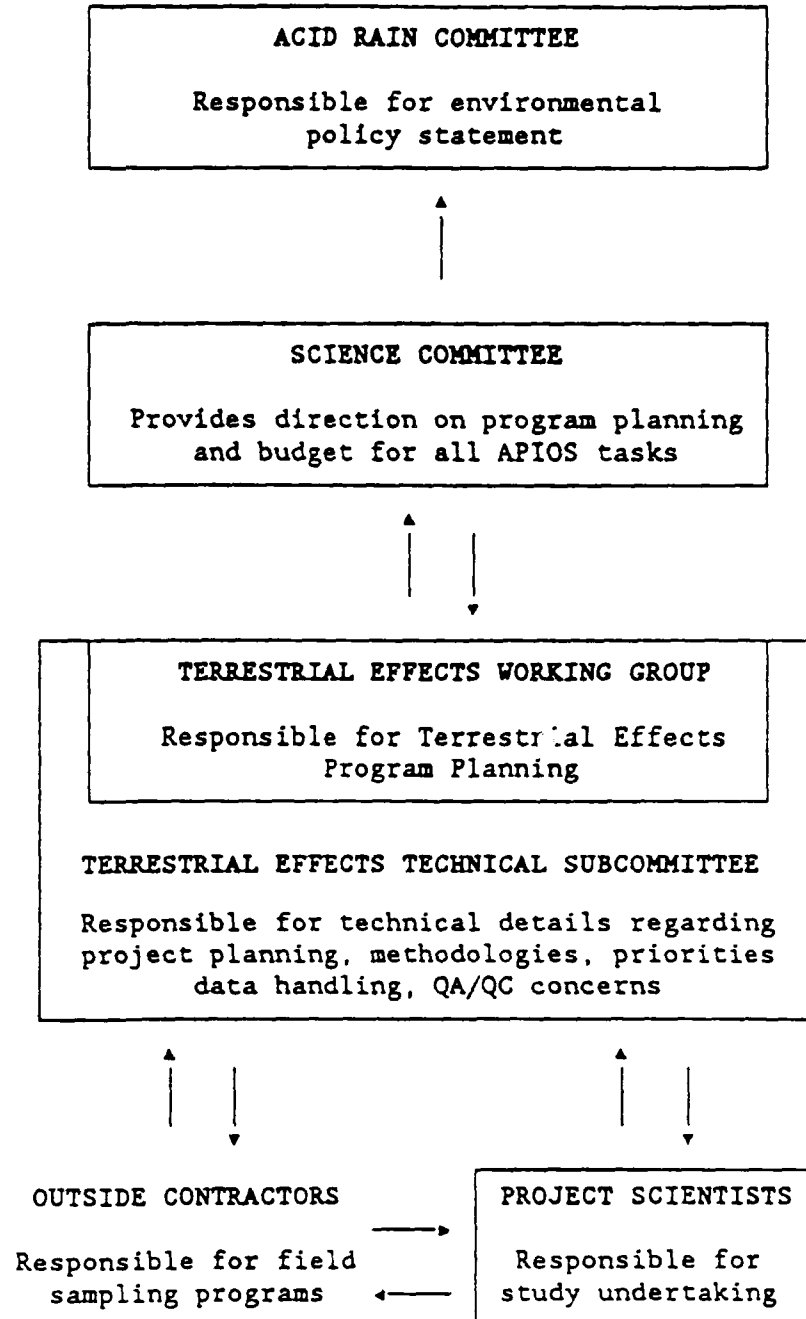 ACID RAIN COMMITTEE
Responsible for environmental
policy statement
SCIENCE COMMITTEE
Provides direction on program planning
and budget for all APIOS tasks
TERRESTRIAL EFFECTS WORKING GROUP
Responsible for Terrestrial Effects
Program Planning
TERRESTRIAL EFFECTS TECHNICAL SUBCOMMITTEE
Responsible for technical details regarding
project planning, methodologies, priorities
data handling, QA/QC concerns
OUTSIDE CONTRACTORS
Responsible for field
sampling programs
PROJECT SCIENTISTS
Responsible for
study undertaking